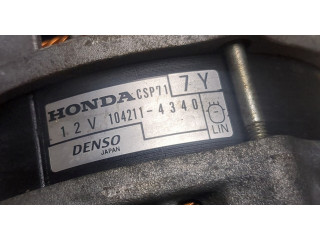 HONDA CSP71 7Y
12V 104211-4340
DENSO LIN
JAPAN